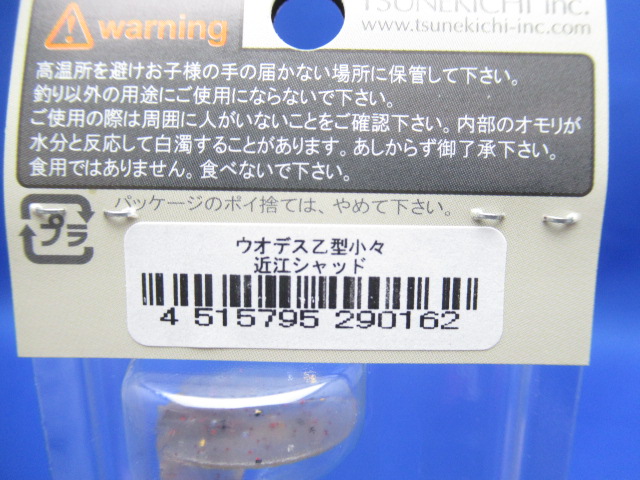 TSUNEKICHI inc.
www.tsunekichi-inc.com
warning
高温所を避けお子様の手の届かない場所に保管して下さい。
釣り以外の用途にご使用にならないで下さい。
ご使用の際は周囲に人がいないことをご確認下さい。内部のオモリが
水分と反応して白濁することがあります。あしからず御了承下さい。
食用ではありません。食べないで下さい。
プラ
パッケージのポイ捨ては、やめて下さい。
ウオデス乙型小々
近江シャッド
4 515795 290162